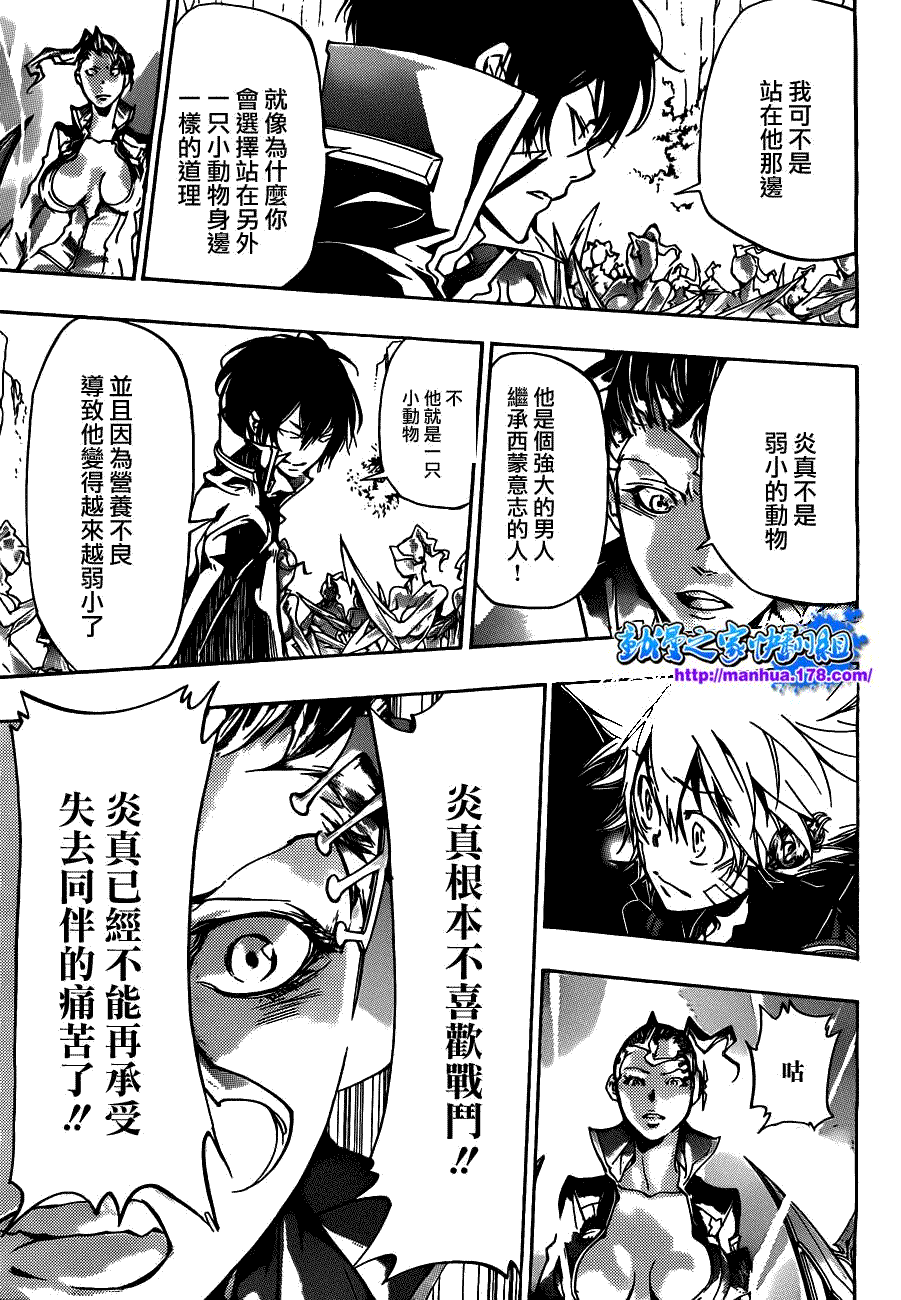 我可不是
站在他那邊
就像為什麼你
會選擇站在另外
一只小動物身邊
一樣的道理
炎真不是
弱小的動物
他是個強大的男人
繼承西蒙意志的人！
不
他就是一只
小動物
並且因為營養不良
導致他變得越來越弱小了
動漫之家快翻組
http://manhua.178.com/
咕
炎真根本不喜歡戰鬥!!
炎真已經不能再承受
失去同伴的痛苦了!!